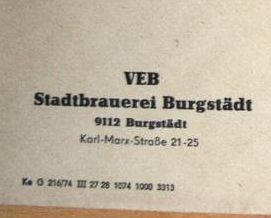 VEB
Stadtbrauerei Burgstädt
9112 Burgstädt
Karl-Marx-Straße 21-25
Ka G 216/74 III 27 28 1074 1000 3313